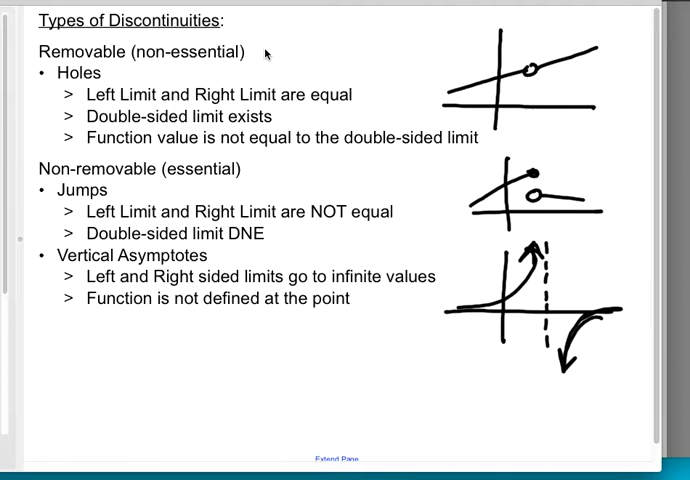 Types of Discontinuities:
Removable (non-essential)
• Holes
> Left Limit and Right Limit are equal
> Double-sided limit exists
> Function value is not equal to the double-sided limit
Non-removable (essential)
• Jumps
> Left Limit and Right Limit are NOT equal
> Double-sided limit DNE
• Vertical Asymptotes
> Left and Right sided limits go to infinite values
> Function is not defined at the point
Extend Page